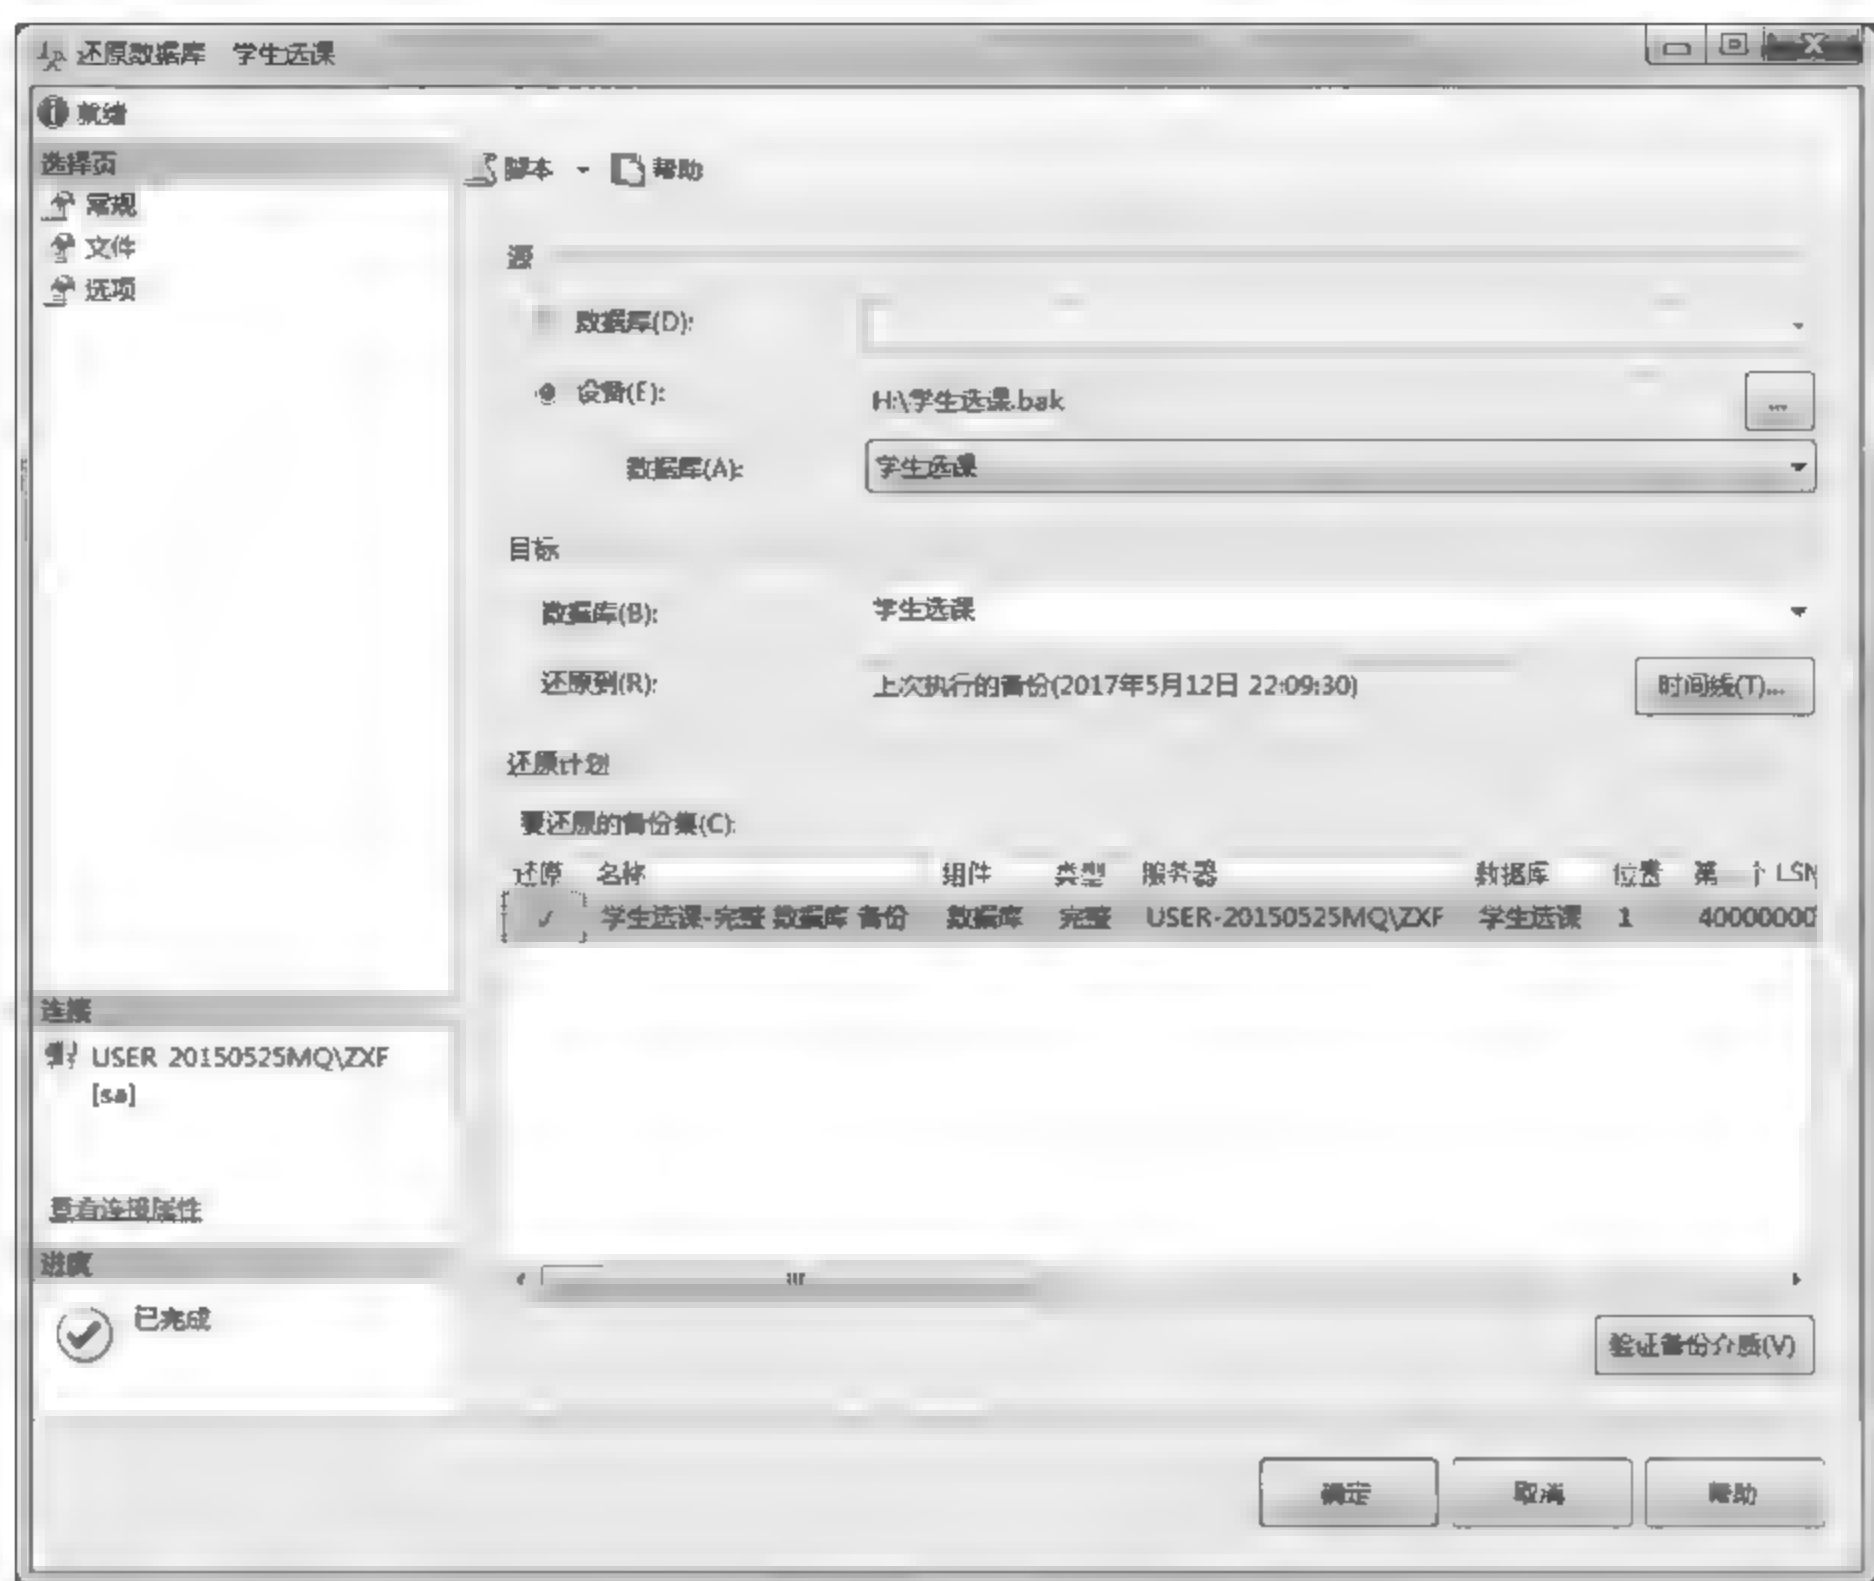 还原数据库 学生选课
就绪
选择页
常规
文件
选项
脚本 帮助
源
数据库(D):
设备(E): H:\学生选课.bak ...
数据库(A): 学生选课
目标
数据库(B): 学生选课
还原到(R): 上次执行的备份(2017年5月12日 22:09:30) 时间线(T)...
还原计划
要还原的备份集(C):
还原 名称 组件 类型 服务器 数据库 位置 第一个 LSN
学生选课-完整 数据库 备份 数据库 完整 USER-20150525MQ\ZXF 学生选课 1 40000000
连接
USER 20150525MQ\ZXF
[sa]
查看连接属性
进度
已完成
验证备份介质(V)
确定 取消 帮助